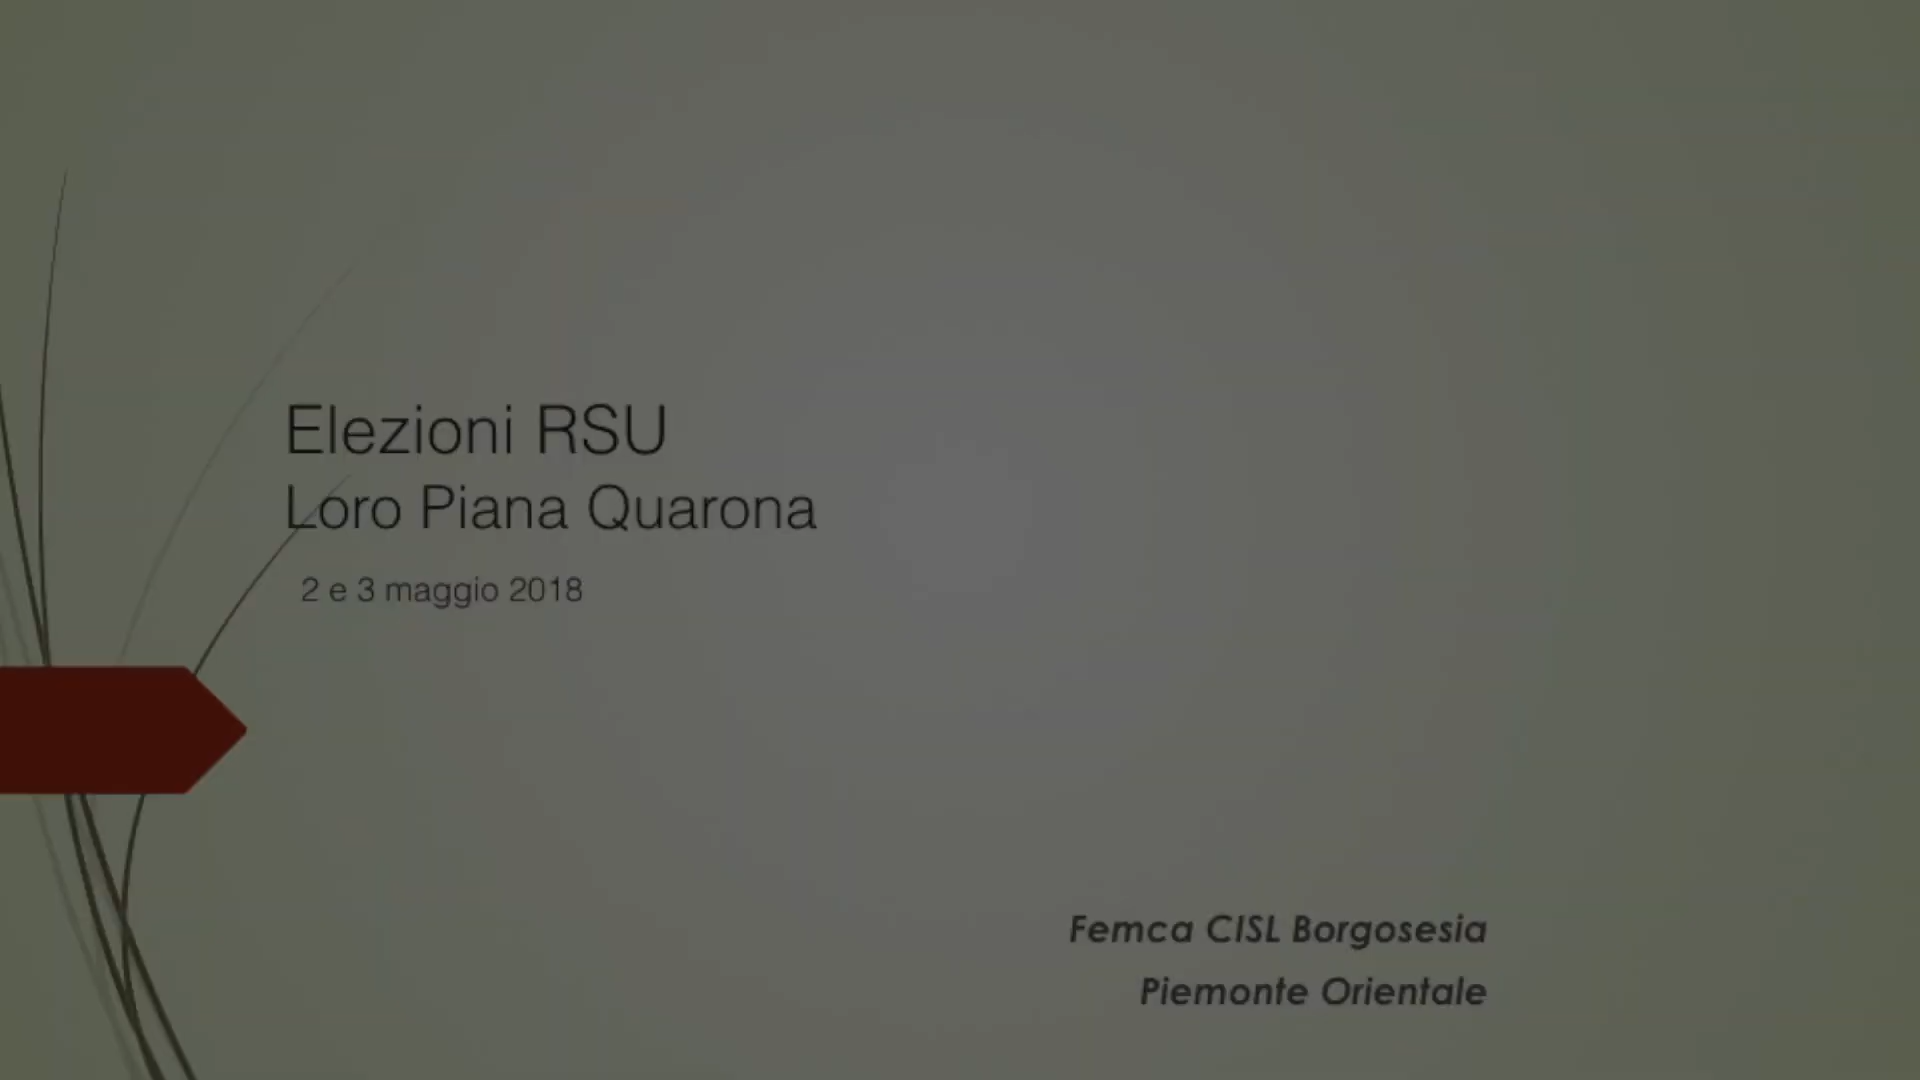 Elezioni RSU
Loro Piana Quarona
2 e 3 maggio 2018
Femca CISL Borgosesia
Piemonte Orientale